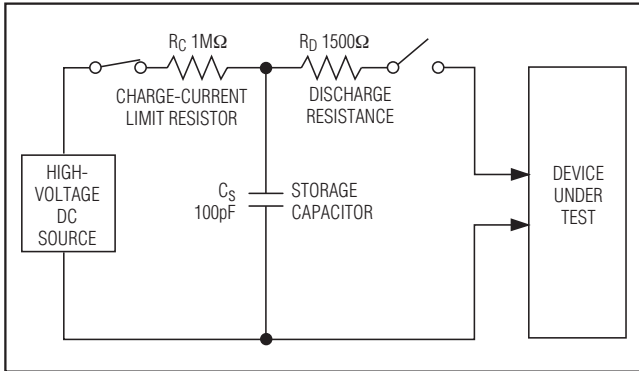 R_C 1MΩ
CHARGE-CURRENT
LIMIT RESISTOR
R_D 1500Ω
DISCHARGE
RESISTANCE
HIGH-
VOLTAGE
DC
SOURCE
C_S
100pF
STORAGE
CAPACITOR
DEVICE
UNDER
TEST